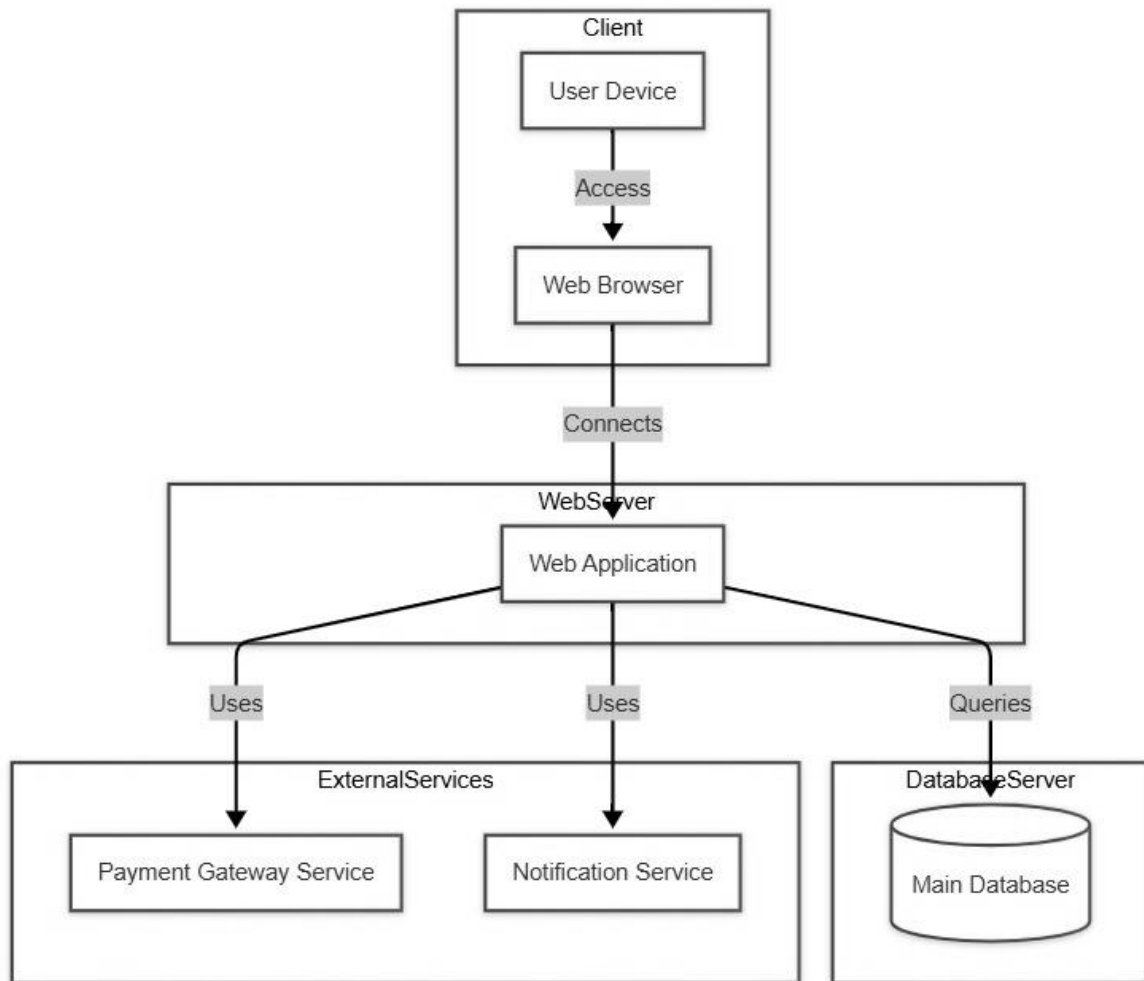 Client
User Device
Access
Web Browser
Connects
WebServer
Web Application
Uses
Uses
Queries
ExternalServices
DatabaseServer
Payment Gateway Service
Notification Service
Main Database